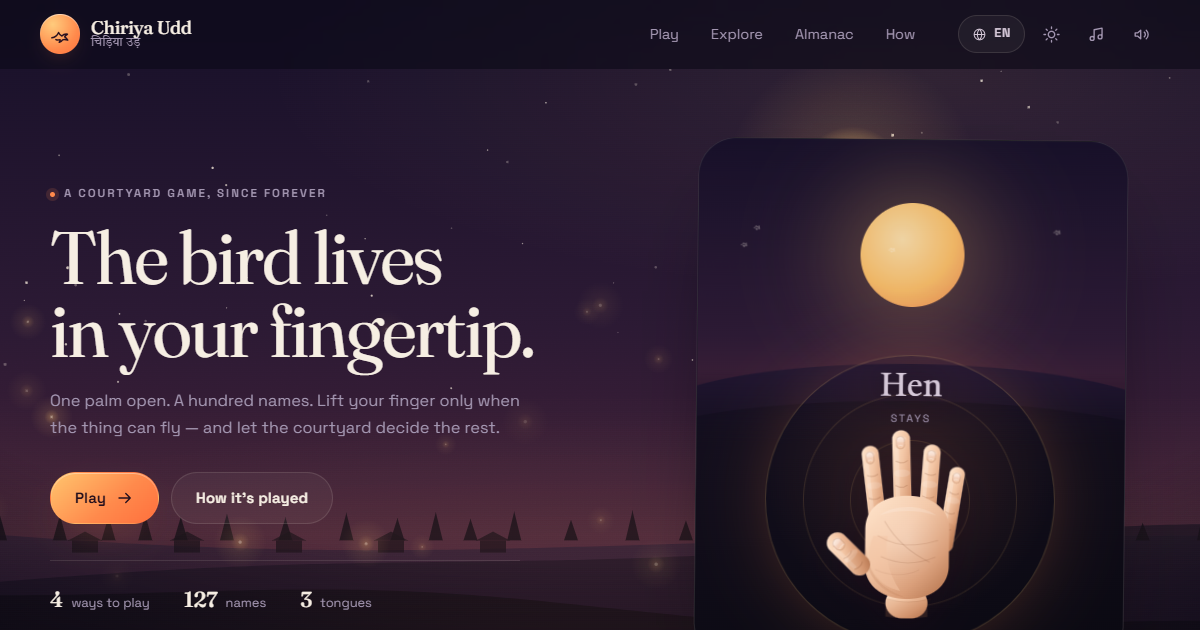 Chiriya Udd
चिड़िया उड़
Play
Explore
Almanac
How
EN
A COURTYARD GAME, SINCE FOREVER
The bird lives
in your fingertip.
One palm open. A hundred names. Lift your finger only when
the thing can fly — and let the courtyard decide the rest.
Play →
How it's played
4 ways to play
127 names
3 tongues
Hen
STAYS